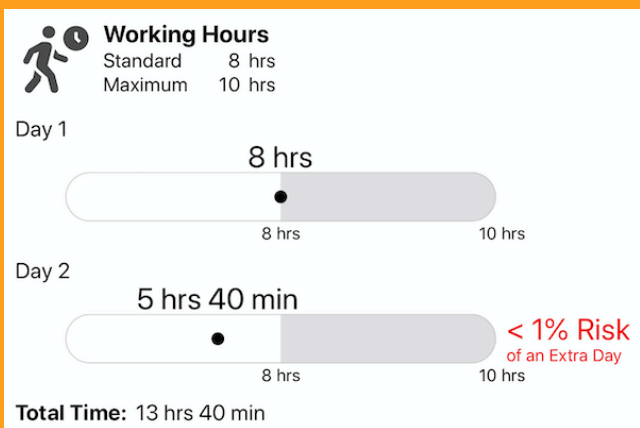 Working Hours
Standard 8 hrs
Maximum 10 hrs
Day 1
8 hrs
8 hrs 10 hrs
Day 2
5 hrs 40 min
< 1% Risk
of an Extra Day
8 hrs 10 hrs
Total Time: 13 hrs 40 min